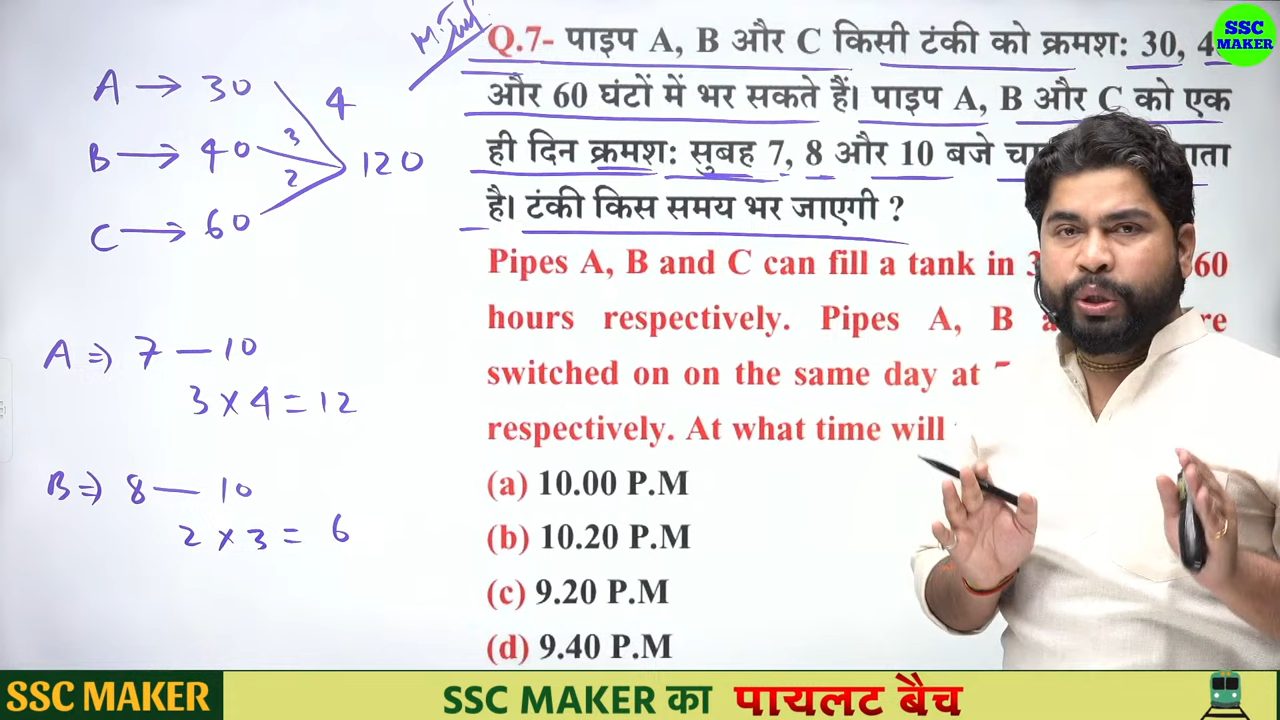 SSC
MAKER
M. Imp
Q.7- पाइप A, B और C किसी टंकी को क्रमश: 30, 4
और 60 घंटों में भर सकते हैं। पाइप A, B और C को एक
ही दिन क्रमश: सुबह 7, 8 और 10 बजे
है। टंकी किस समय भर जाएगी ?
Pipes A, B and C can fill a tank in 60
hours respectively. Pipes A, B
switched on on the same day at
respectively. At what time will
(a) 10.00 P.M
(b) 10.20 P.M
(c) 9.20 P.M
(d) 9.40 P.M
A → 30
4
B → 40
3
120
2
C → 60
A ⇒ 7 — 10
3 × 4 = 12
B ⇒ 8 — 10
2 × 3 = 6
SSC MAKER
SSC MAKER का पायलट बैच